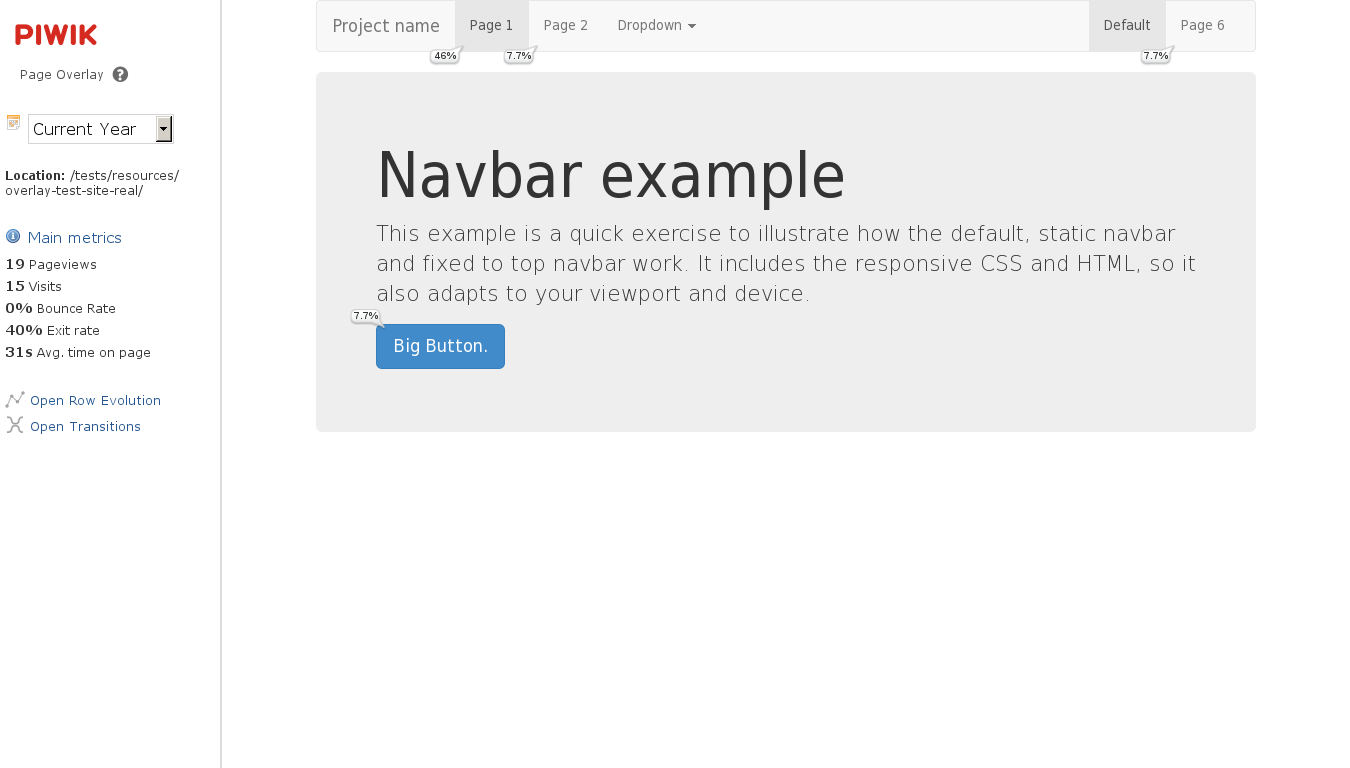 PIWIK
Page Overlay ?
Current Year
Location: /tests/resources/
overlay-test-site-real/
Main metrics
19 Pageviews
15 Visits
0% Bounce Rate
40% Exit rate
31s Avg. time on page
Open Row Evolution
Open Transitions
Project name Page 1 Page 2 Dropdown Default Page 6
46% 7.7% 7.7%
Navbar example
This example is a quick exercise to illustrate how the default, static navbar
and fixed to top navbar work. It includes the responsive CSS and HTML, so it
also adapts to your viewport and device.
7.7%
Big Button.